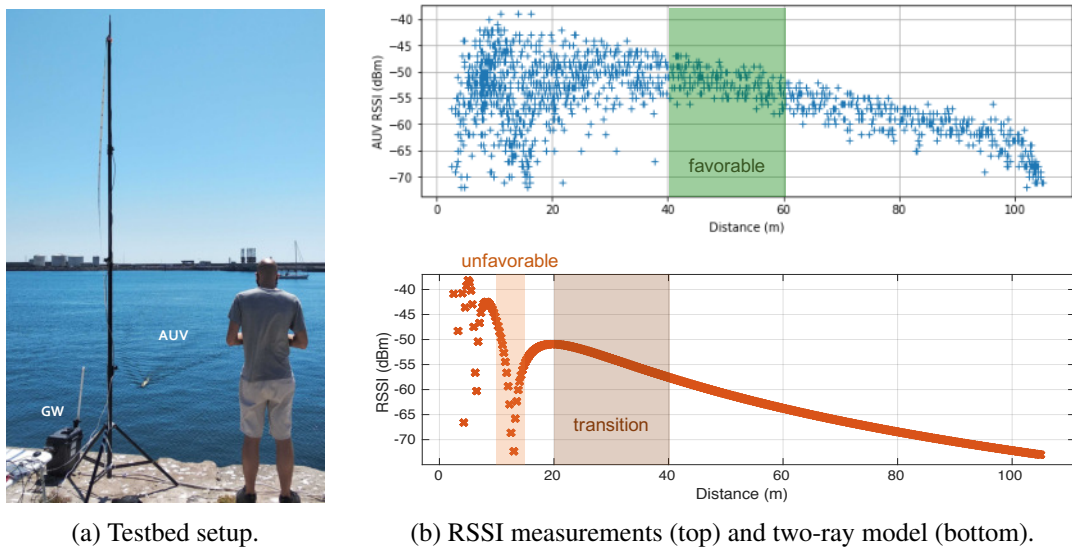 AUV
GW
(a) Testbed setup.
AUV RSSI (dBm)
−40
−45
−50
−55
−60
−65
−70
favorable
0 20 40 60 80 100
Distance (m)
unfavorable
RSSI (dBm)
-40
-45
-50
-55
-60
-65
-70
transition
0 20 40 60 80 100
Distance (m)
(b) RSSI measurements (top) and two-ray model (bottom).